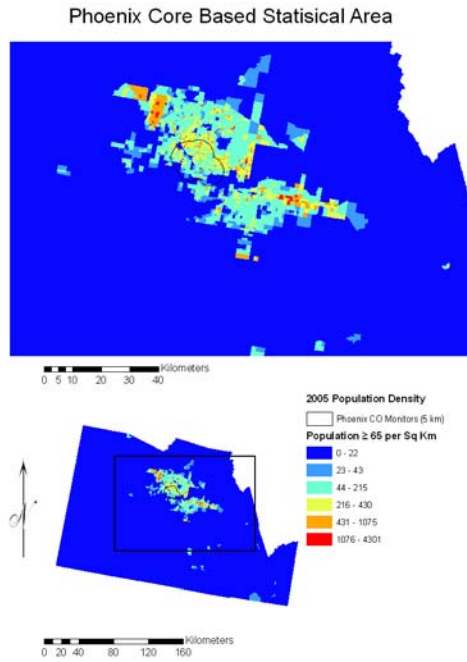 Phoenix Core Based Statisical Area
Kilometers
0 5 10 20 30 40
2005 Population Density
Phoenix CO Monitors (5 km)
Population ≥ 65 per Sq Km
0 - 22
23 - 43
44 - 215
216 - 430
431 - 1075
1076 - 4301
N
Kilometers
0 20 40 80 120 160